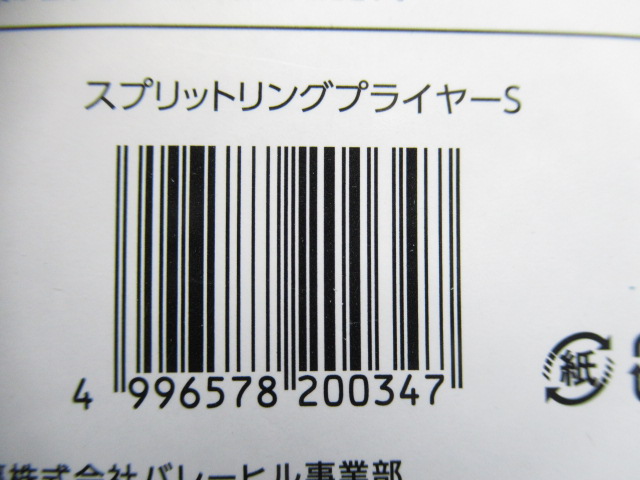 スプリットリングプライヤーS
4 996578 200347
紙
株式会社バレーヒル事業部